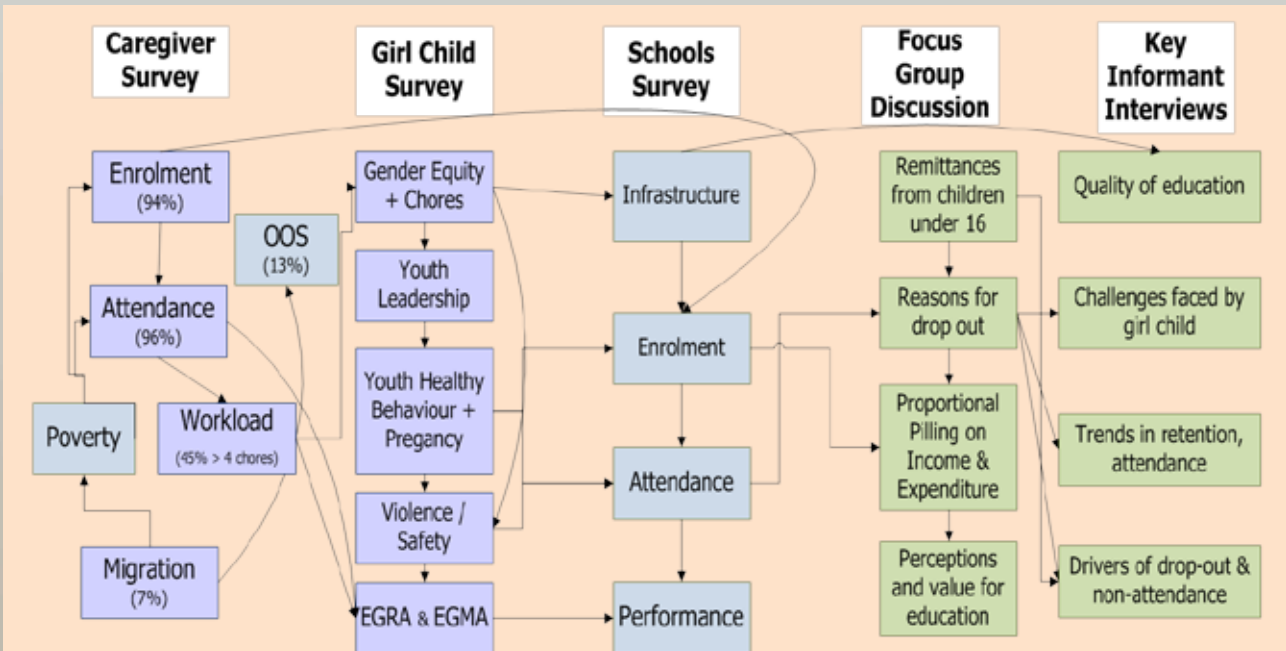 Caregiver
Survey
Girl Child
Survey
Schools
Survey
Focus
Group
Discussion
Key
Informant
Interviews
Enrolment
(94%)
OOS
(13%)
Attendance
(96%)
Poverty
Workload
(45% > 4 chores)
Migration
(7%)
Gender Equity
+ Chores
Youth
Leadership
Youth Healthy
Behaviour +
Pregancy
Violence /
Safety
EGRA & EGMA
Infrastructure
Enrolment
Attendance
Performance
Remittances
from children
under 16
Reasons for
drop out
Proportional
Pilling on
Income &
Expenditure
Perceptions
and value for
education
Quality of education
Challenges faced by
girl child
Trends in retention,
attendance
Drivers of drop-out &
non-attendance